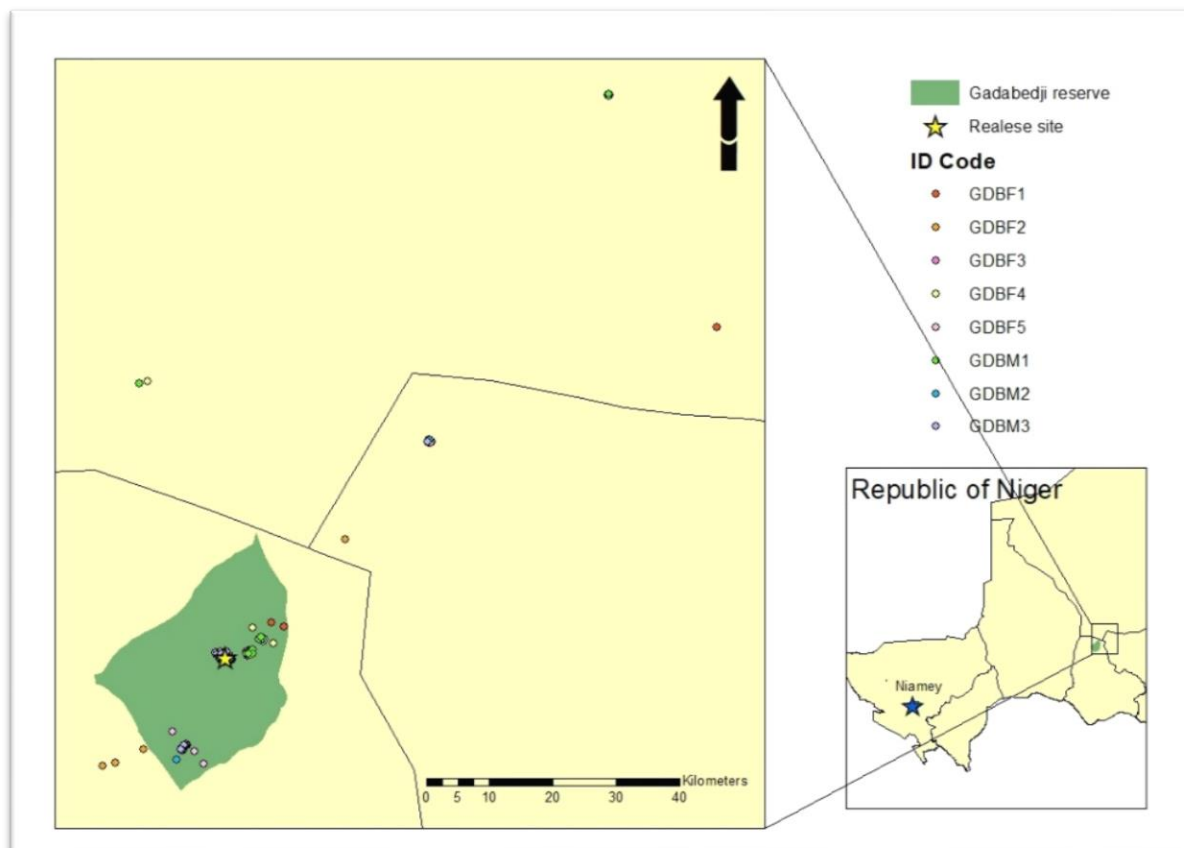 Gadabedji reserve
Realese site
ID Code
GDBF1
GDBF2
GDBF3
GDBF4
GDBF5
GDBM1
GDBM2
GDBM3
Republic of Niger
Niamey
Kilometers
0 5 10 20 30 40